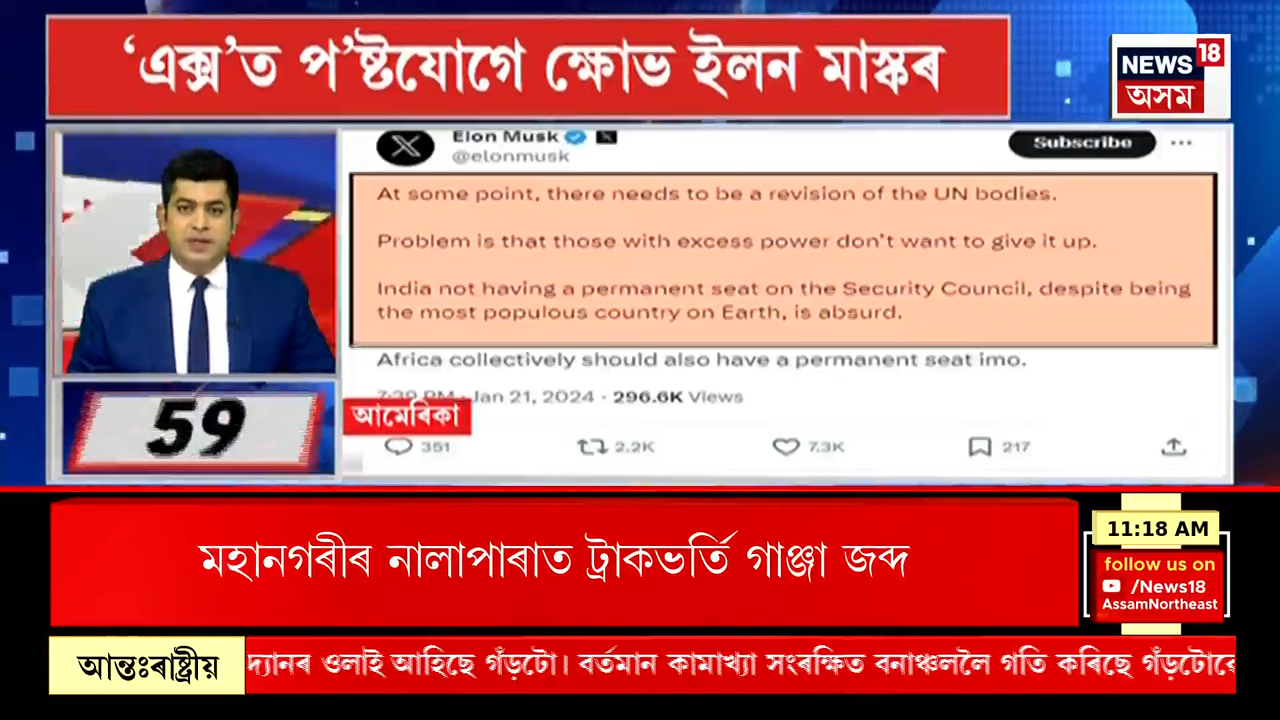 ‘এক্স’ত প’ষ্টযোগে ক্ষোভ ইলন মাস্কৰ
NEWS 18
অসম
Elon Musk
@elonmusk
Subscribe
At some point, there needs to be a revision of the UN bodies.
Problem is that those with excess power don't want to give it up.
India not having a permanent seat on the Security Council, despite being
the most populous country on Earth, is absurd.
Africa collectively should also have a permanent seat imo.
7:39 PM · Jan 21, 2024 · 296.6K Views
আমেৰিকা
351 2.2K 7.3K 217
59
মহানগৰীৰ নালাপাৰাত ট্ৰাকভৰ্তি গাঞ্জা জব্দ
11:18 AM
follow us on
/News18
AssamNortheast
আন্তঃৰাষ্ট্ৰীয়
দ্যানৰ ওলাই আহিছে গঁড়টো। বৰ্তমান কামাখ্যা সংৰক্ষিত বনাঞ্চললৈ গতি কৰিছে গঁড়টোৱে